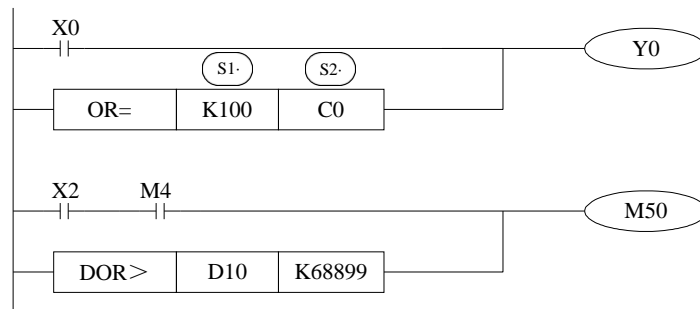 X0
Y0
S1· S2·
OR= K100 C0
X2 M4
M50
DOR＞ D10 K68899